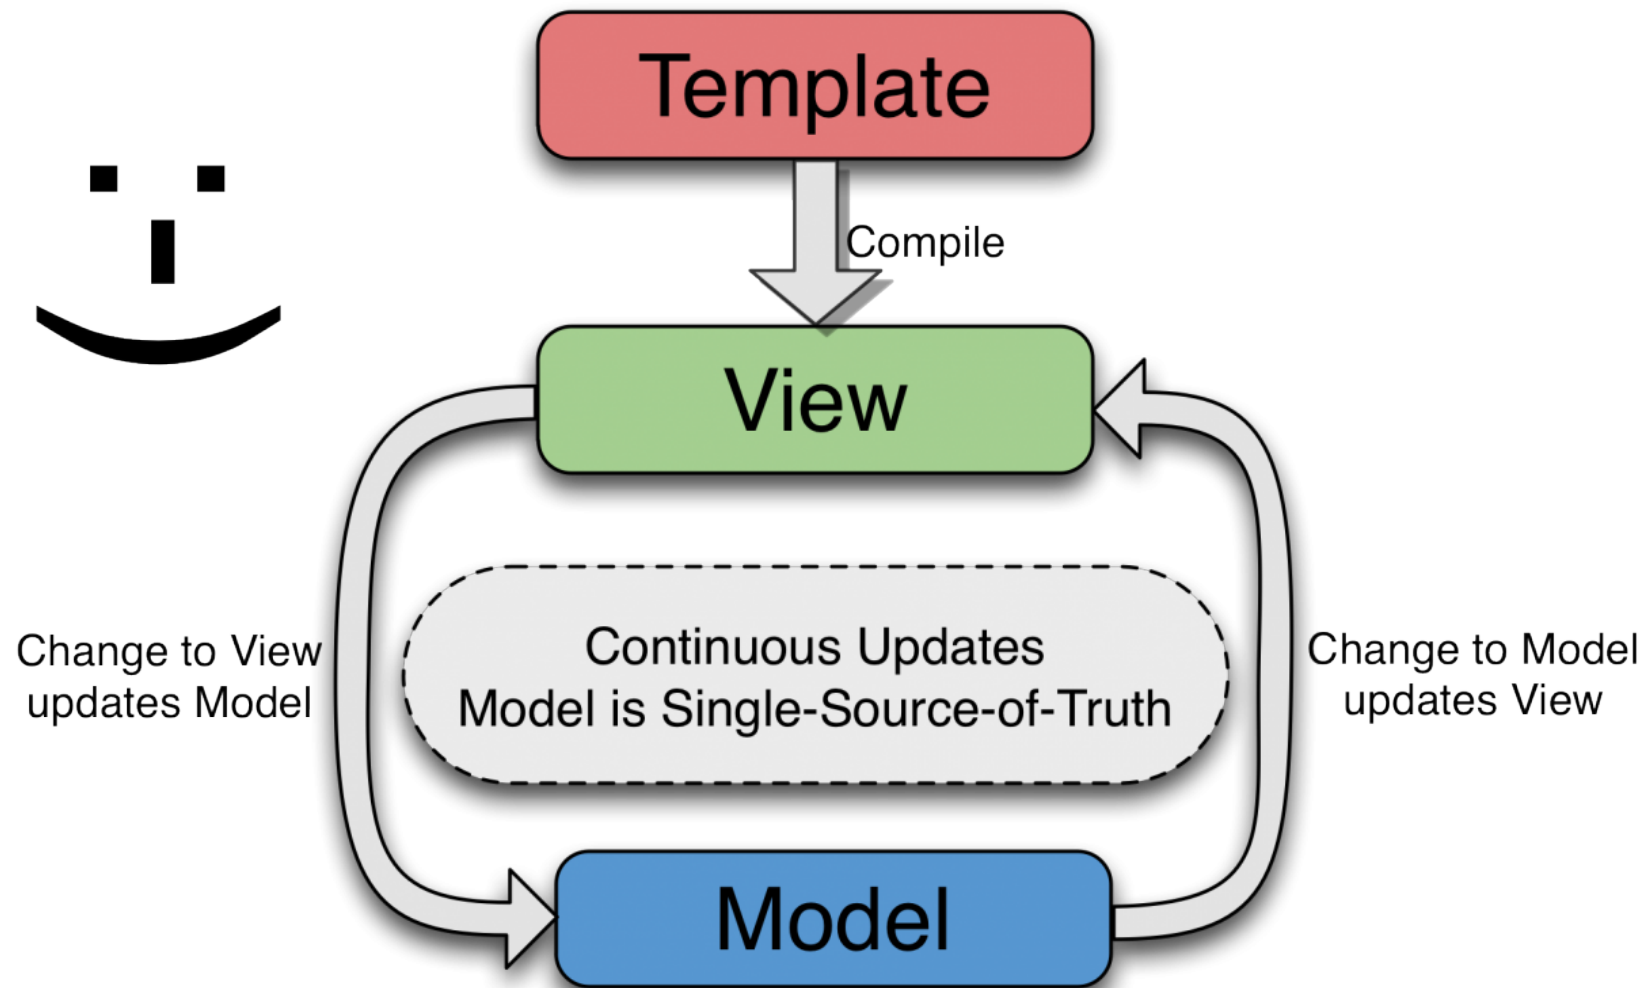 Template
Compile
View
Change to View
updates Model
Continuous Updates
Model is Single-Source-of-Truth
Change to Model
updates View
Model